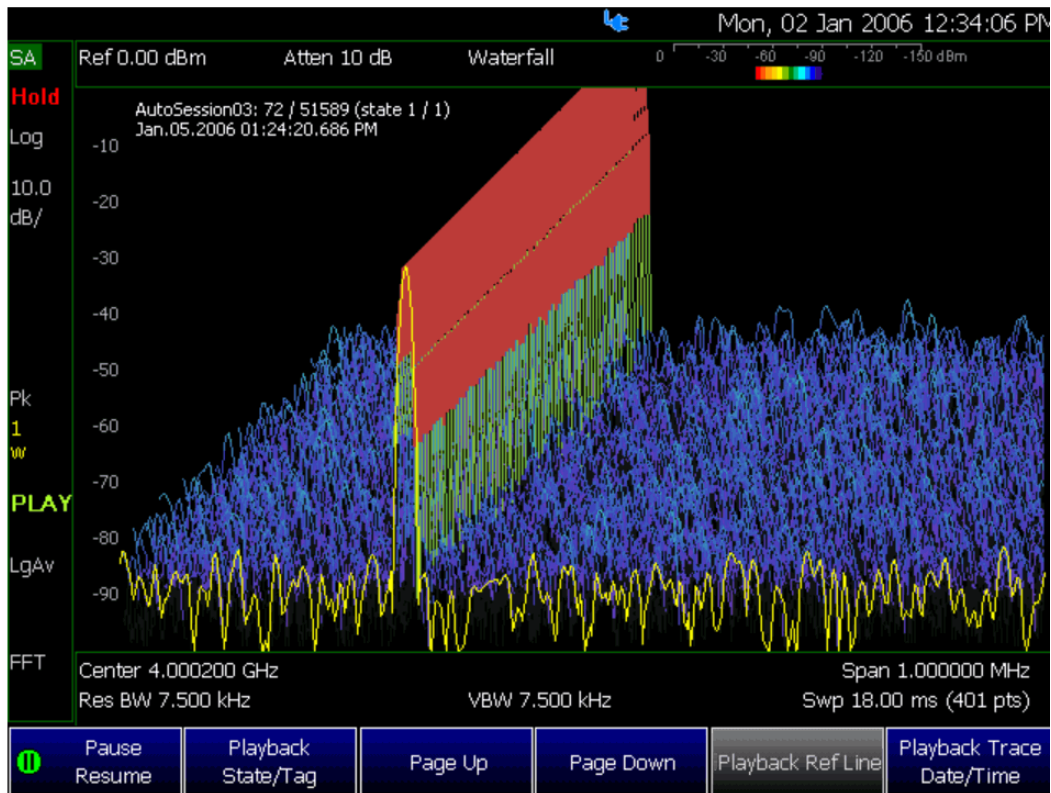 Mon, 02 Jan 2006 12:34:06 PM
SA
Ref 0.00 dBm Atten 10 dB Waterfall
0 -30 -60 -90 -120 -150 dBm
Hold
AutoSession03: 72 / 51589 (state 1 / 1)
Jan.05.2006 01:24:20.686 PM
Log
10.0
dB/
-10
-20
-30
-40
-50
-60
-70
-80
-90
Pk
1
W
PLAY
LgAv
FFT
Center 4.000200 GHz Span 1.000000 MHz
Res BW 7.500 kHz VBW 7.500 kHz Swp 18.00 ms (401 pts)
Pause
Resume
Playback
State/Tag
Page Up
Page Down
Playback Ref Line
Playback Trace
Date/Time